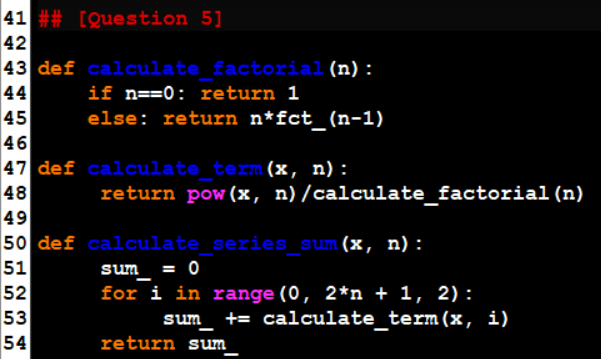 41 ## [Question 5]
42
43 def calculate_factorial(n):
44     if n==0: return 1
45     else: return n*fct_(n-1)
46
47 def calculate_term(x, n):
48      return pow(x, n)/calculate_factorial(n)
49
50 def calculate_series_sum(x, n):
51      sum_ = 0
52      for i in range(0, 2*n + 1, 2):
53           sum_ += calculate_term(x, i)
54      return sum_